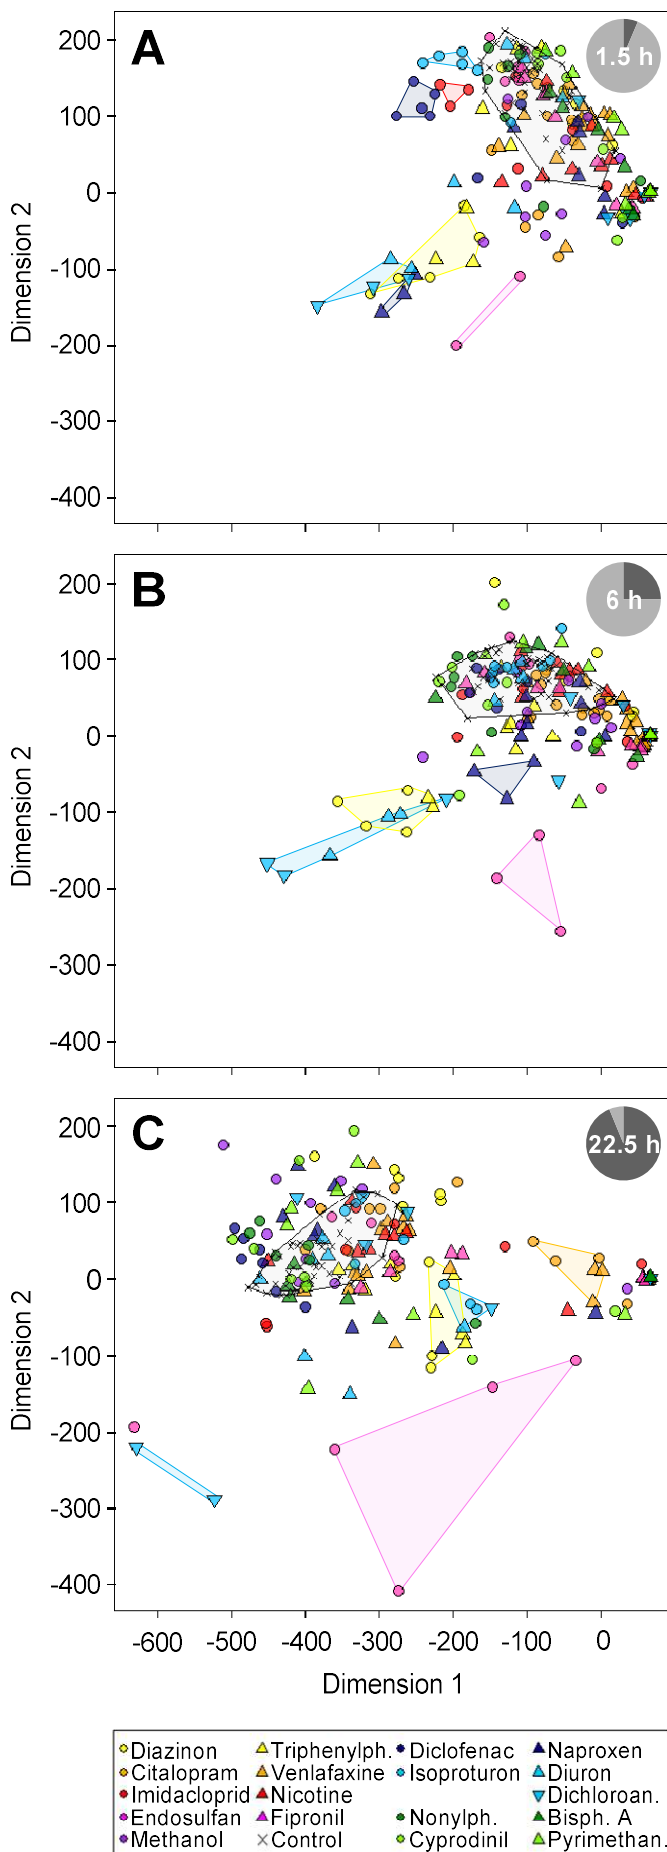 A
1.5 h
200
100
0
-100
-200
-300
-400
Dimension 2
B
6 h
200
100
0
-100
-200
-300
-400
Dimension 2
C
22.5 h
200
100
0
-100
-200
-300
-400
Dimension 2
-600 -500 -400 -300 -200 -100 0
Dimension 1
Diazinon Triphenylph. Diclofenac Naproxen
Citalopram Venlafaxine Isoproturon Diuron
Imidacloprid Nicotine Dichloroan.
Endosulfan Fipronil Nonylph. Bisph. A
Methanol Control Cyprodinil Pyrimethan.